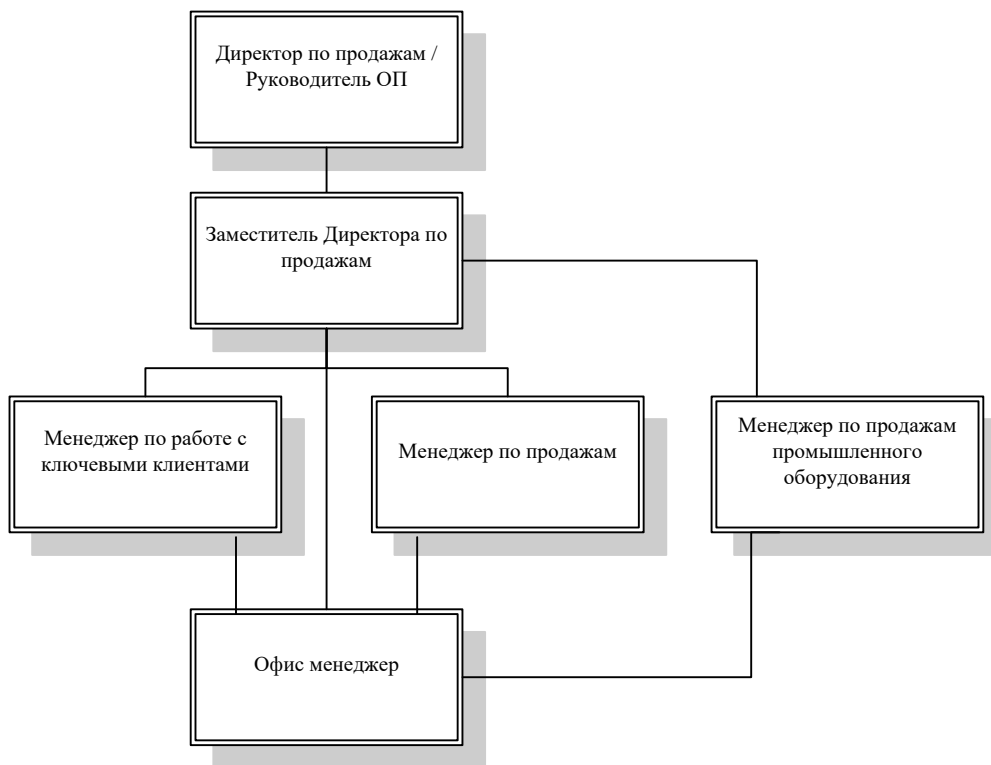 Директор по продажам /
Руководитель ОП
Заместитель Директора по
продажам
Менеджер по работе с
ключевыми клиентами
Менеджер по продажам
Менеджер по продажам
промышленного
оборудования
Офис менеджер